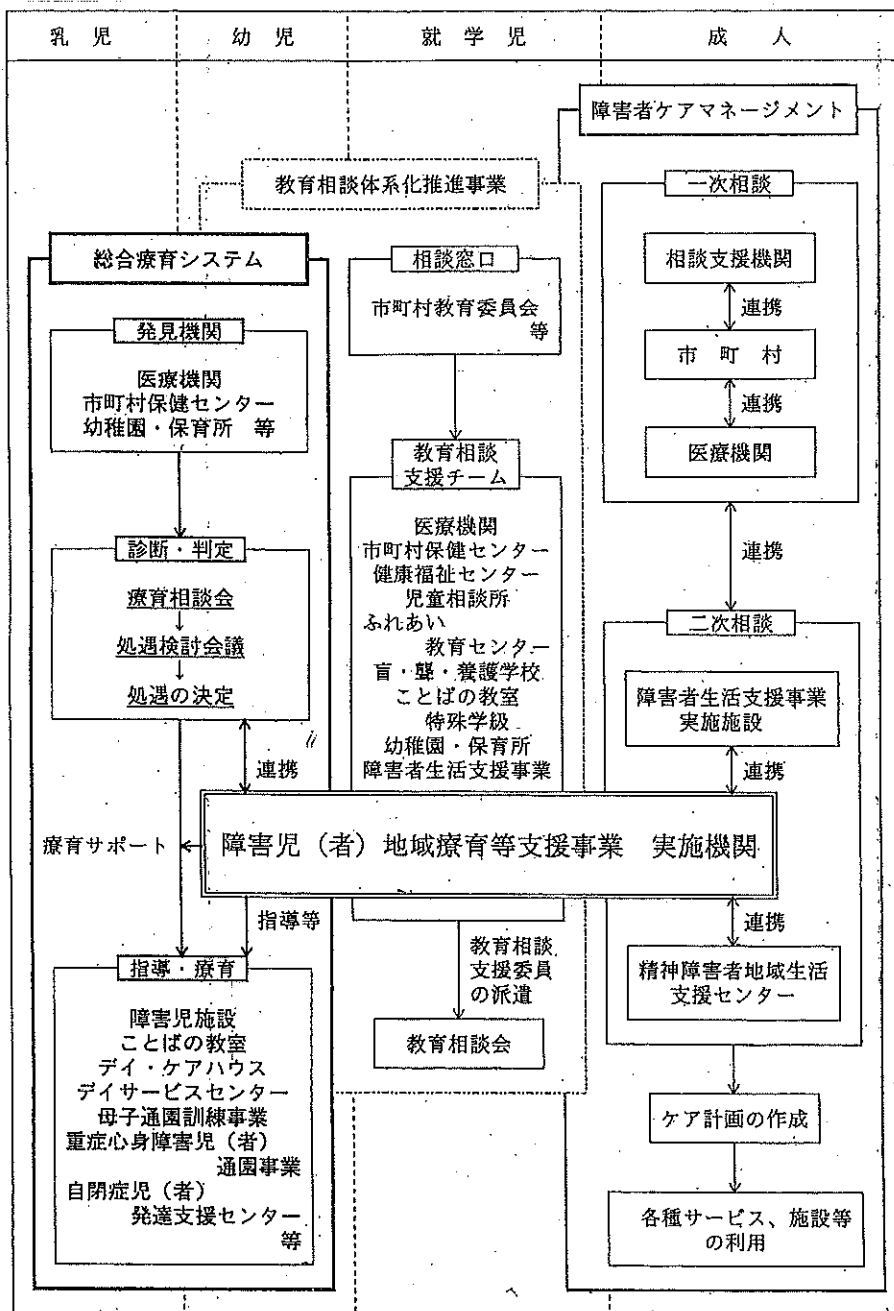 乳児
幼児
就学児
成人
障害者ケアマネージメント
教育相談体系化推進事業
総合療育システム
発見機関
医療機関
市町村保健センター
幼稚園・保育所 等
診断・判定
療育相談会
↓
処遇検討会議
↓
処遇の決定
連携
療育サポート
指導等
指導・療育
障害児施設
ことばの教室
デイ・ケアハウス
デイサービスセンター
母子通園訓練事業
重症心身障害児(者)
通園事業
自閉症児(者)
発達支援センター
等
相談窓口
市町村教育委員会
等
教育相談
支援チーム
医療機関
市町村保健センター
健康福祉センター
児童相談所
ふれあい
教育センター
盲・聾・養護学校
ことばの教室
特殊学級
幼稚園・保育所
障害者生活支援事業
障害児(者)地域療育等支援事業 実施機関
教育相談
支援委員
の派遣
教育相談会
一次相談
相談支援機関
連携
市町村
連携
医療機関
連携
二次相談
障害者生活支援事業
実施施設
連携
連携
精神障害者地域生活
支援センター
ケア計画の作成
各種サービス、施設等
の利用